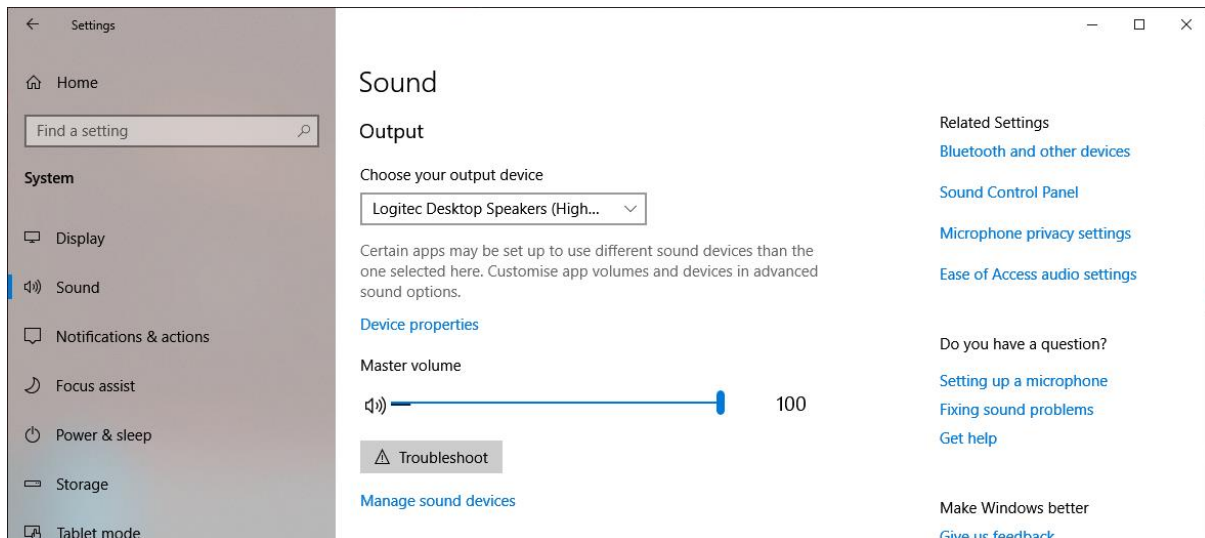 Settings
Home
Find a setting
System
Display
Sound
Notifications & actions
Focus assist
Power & sleep
Storage
Tablet mode
Sound
Output
Choose your output device
Logitec Desktop Speakers (High...
Certain apps may be set up to use different sound devices than the
one selected here. Customise app volumes and devices in advanced
sound options.
Device properties
Master volume
100
Troubleshoot
Manage sound devices
Related Settings
Bluetooth and other devices
Sound Control Panel
Microphone privacy settings
Ease of Access audio settings
Do you have a question?
Setting up a microphone
Fixing sound problems
Get help
Make Windows better
Give us feedback